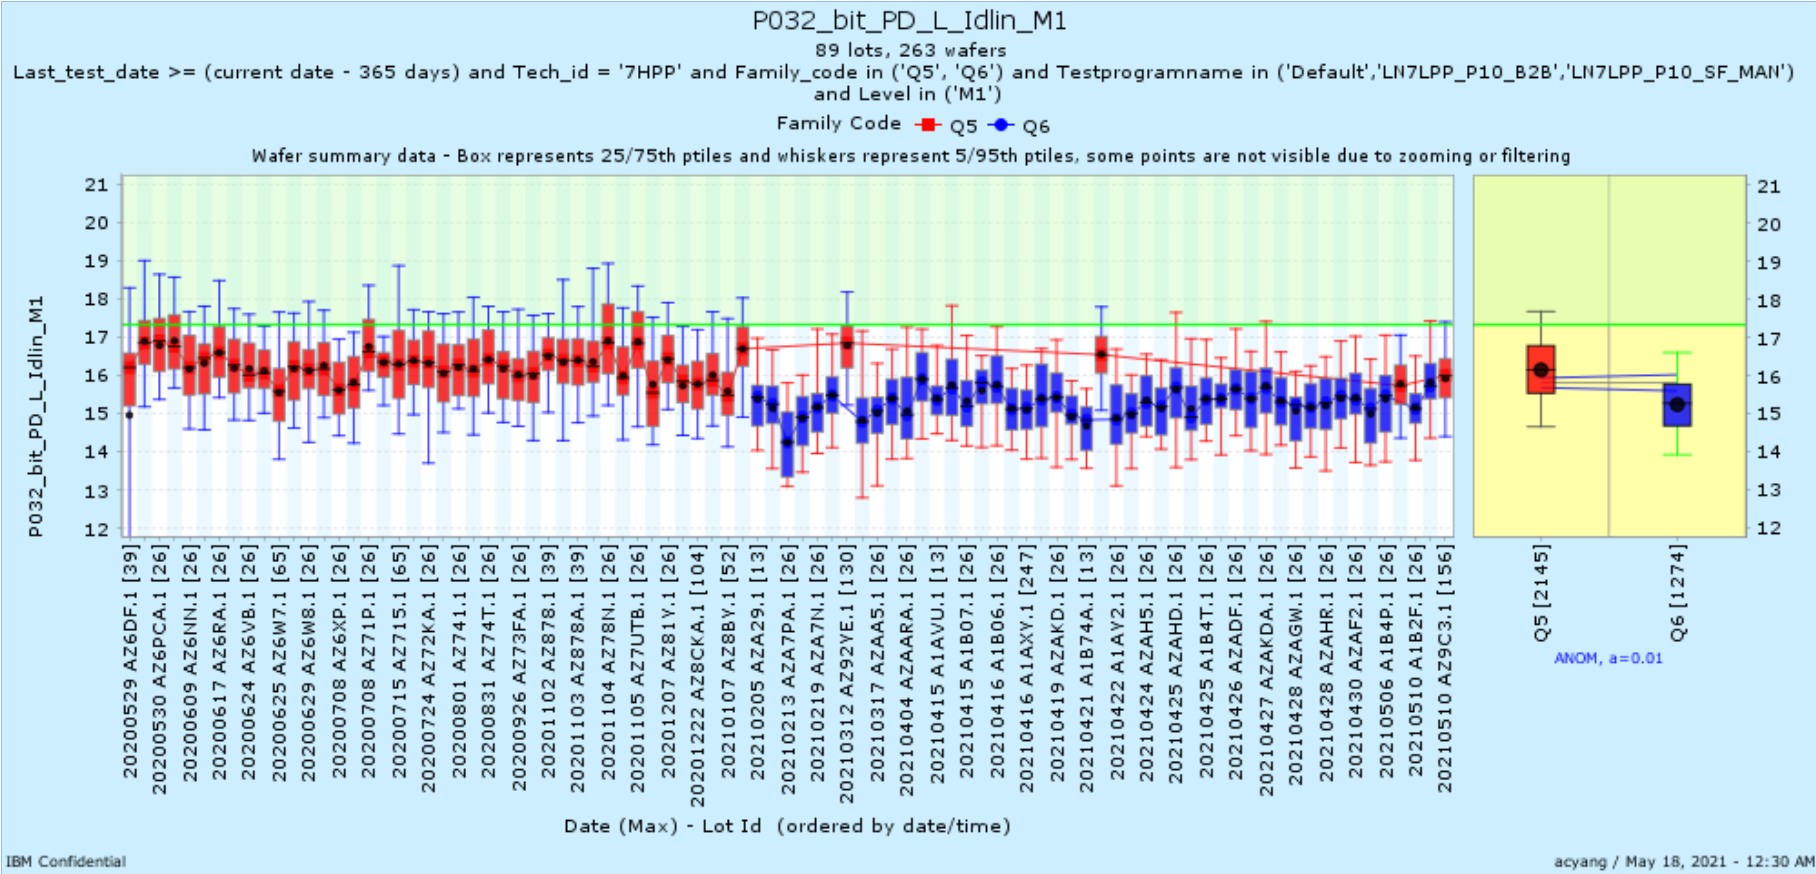 P032_bit_PD_L_Idlin_M1
89 lots, 263 wafers
Last_test_date >= (current date - 365 days) and Tech_id = '7HPP' and Family_code in ('Q5', 'Q6') and Testprogramname in ('Default','LN7LPP_P10_B2B','LN7LPP_P10_SF_MAN')
and Level in ('M1')
Family Code Q5 Q6
Wafer summary data - Box represents 25/75th ptiles and whiskers represent 5/95th ptiles, some points are not visible due to zooming or filtering
P032_bit_PD_L_Idlin_M1
21
20
19
18
17
16
15
14
13
12
21
20
19
18
17
16
15
14
13
12
20200529 AZ6DF.1 [39]
20200530 AZ6PCA.1 [26]
20200609 AZ6NN.1 [26]
20200617 AZ6RA.1 [26]
20200624 AZ6VB.1 [26]
20200625 AZ6W7.1 [65]
20200629 AZ6W8.1 [26]
20200708 AZ6XP.1 [26]
20200708 AZ71P.1 [26]
20200715 AZ715.1 [65]
20200724 AZ72KA.1 [26]
20200801 AZ741.1 [26]
20200831 AZ74T.1 [26]
20200926 AZ73FA.1 [26]
20201102 AZ878.1 [39]
20201103 AZ878A.1 [39]
20201104 AZ78N.1 [26]
20201105 AZ7UTB.1 [26]
20201207 AZ81Y.1 [26]
20201222 AZ8CKA.1 [104]
20210107 AZ8BY.1 [52]
20210205 AZA29.1 [13]
20210213 AZA7PA.1 [26]
20210219 AZA7N.1 [26]
20210312 AZ92YE.1 [130]
20210317 AZAA5.1 [26]
20210404 AZAARA.1 [26]
20210415 A1AVU.1 [13]
20210415 A1B07.1 [26]
20210416 A1B06.1 [26]
20210416 A1AXY.1 [247]
20210419 AZAKD.1 [26]
20210421 A1B74A.1 [13]
20210422 A1AY2.1 [26]
20210424 AZAH5.1 [26]
20210425 AZAHD.1 [26]
20210425 A1B4T.1 [26]
20210426 AZADF.1 [26]
20210427 AZAKDA.1 [26]
20210428 AZAGW.1 [26]
20210428 AZAHR.1 [26]
20210430 AZAF2.1 [26]
20210506 A1B4P.1 [26]
20210510 A1B2F.1 [26]
20210510 AZ9C3.1 [156]
Q5 [2145]
Q6 [1274]
ANOM, a=0.01
Date (Max) - Lot Id (ordered by date/time)
IBM Confidential
acyang / May 18, 2021 - 12:30 AM